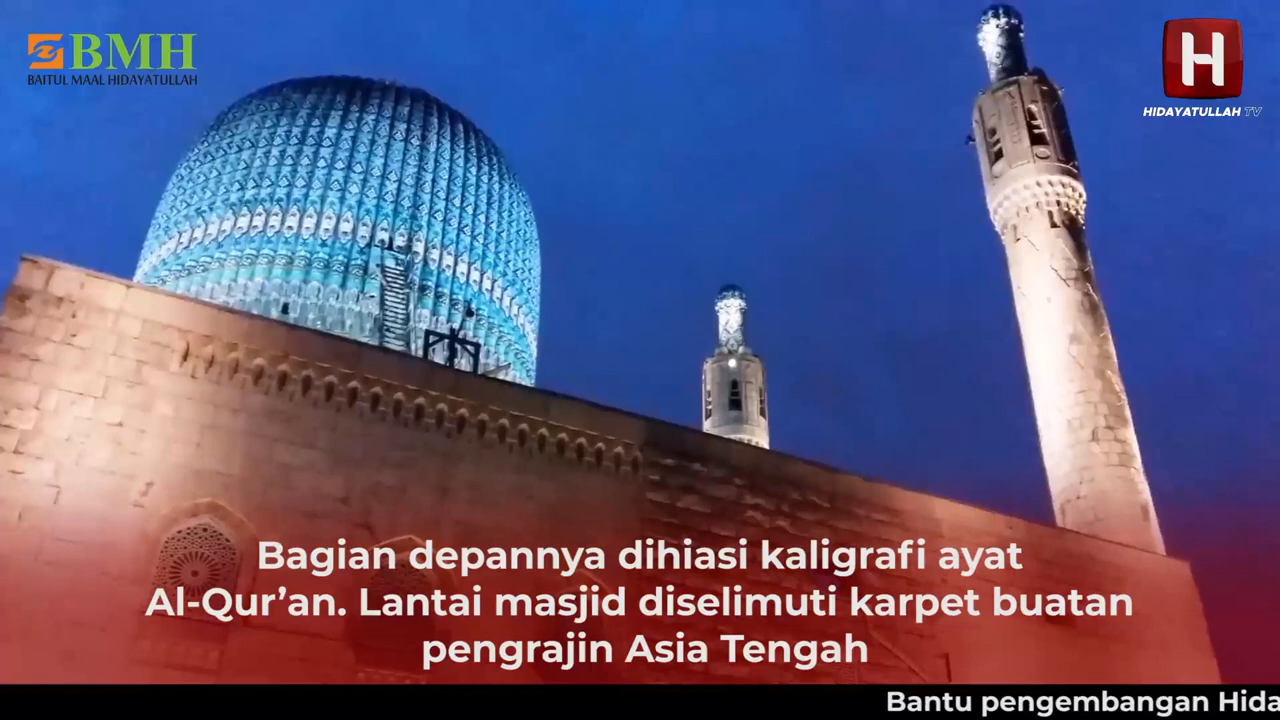 BMH
BAITUL MAAL HIDAYATULLAH
H
HIDAYATULLAH TV
Bagian depannya dihiasi kaligrafi ayat
Al-Qur’an. Lantai masjid diselimuti karpet buatan
pengrajin Asia Tengah
Bantu pengembangan Hida